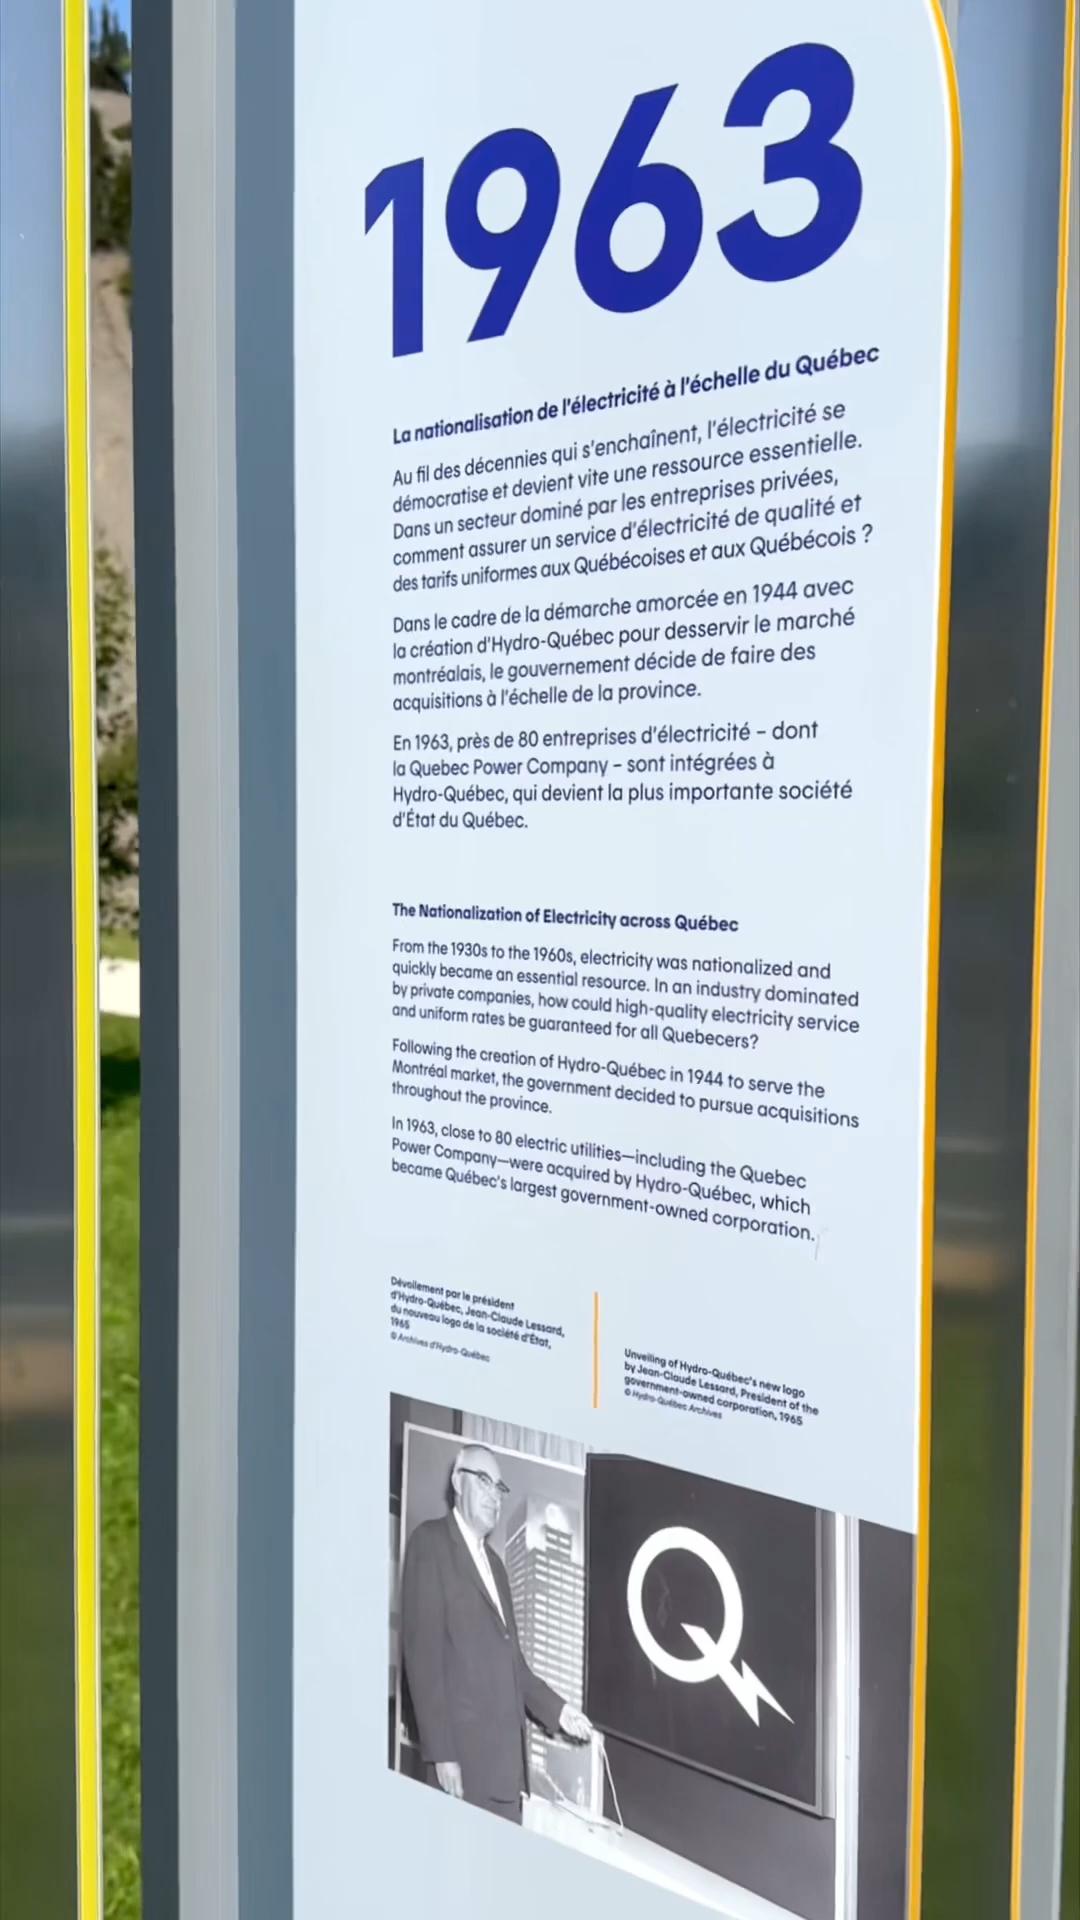 1963
La nationalisation de l'électricité à l'échelle du Québec
Au fil des décennies qui s'enchaînent, l'électricité se
démocratise et devient vite une ressource essentielle.
Dans un secteur dominé par les entreprises privées,
comment assurer un service d'électricité de qualité et
des tarifs uniformes aux Québécoises et aux Québécois ?
Dans le cadre de la démarche amorcée en 1944 avec
la création d'Hydro-Québec pour desservir le marché
montréalais, le gouvernement décide de faire des
acquisitions à l'échelle de la province.
En 1963, près de 80 entreprises d'électricité – dont
la Quebec Power Company – sont intégrées à
Hydro-Québec, qui devient la plus importante société
d'État du Québec.
The Nationalization of Electricity across Québec
From the 1930s to the 1960s, electricity was nationalized and
quickly became an essential resource. In an industry dominated
by private companies, how could high-quality electricity service
and uniform rates be guaranteed for all Quebecers?
Following the creation of Hydro-Québec in 1944 to serve the
Montréal market, the government decided to pursue acquisitions
throughout the province.
In 1963, close to 80 electric utilities—including the Quebec
Power Company—were acquired by Hydro-Québec, which
became Québec's largest government-owned corporation.
Dévoilement par le président
d'Hydro-Québec, Jean-Claude Lessard,
du nouveau logo de la société d'État,
1965
© Archives d'Hydro-Québec
Unveiling of Hydro-Québec's new logo
by Jean-Claude Lessard, President of the
government-owned corporation, 1965
© Hydro-Québec Archives
Q